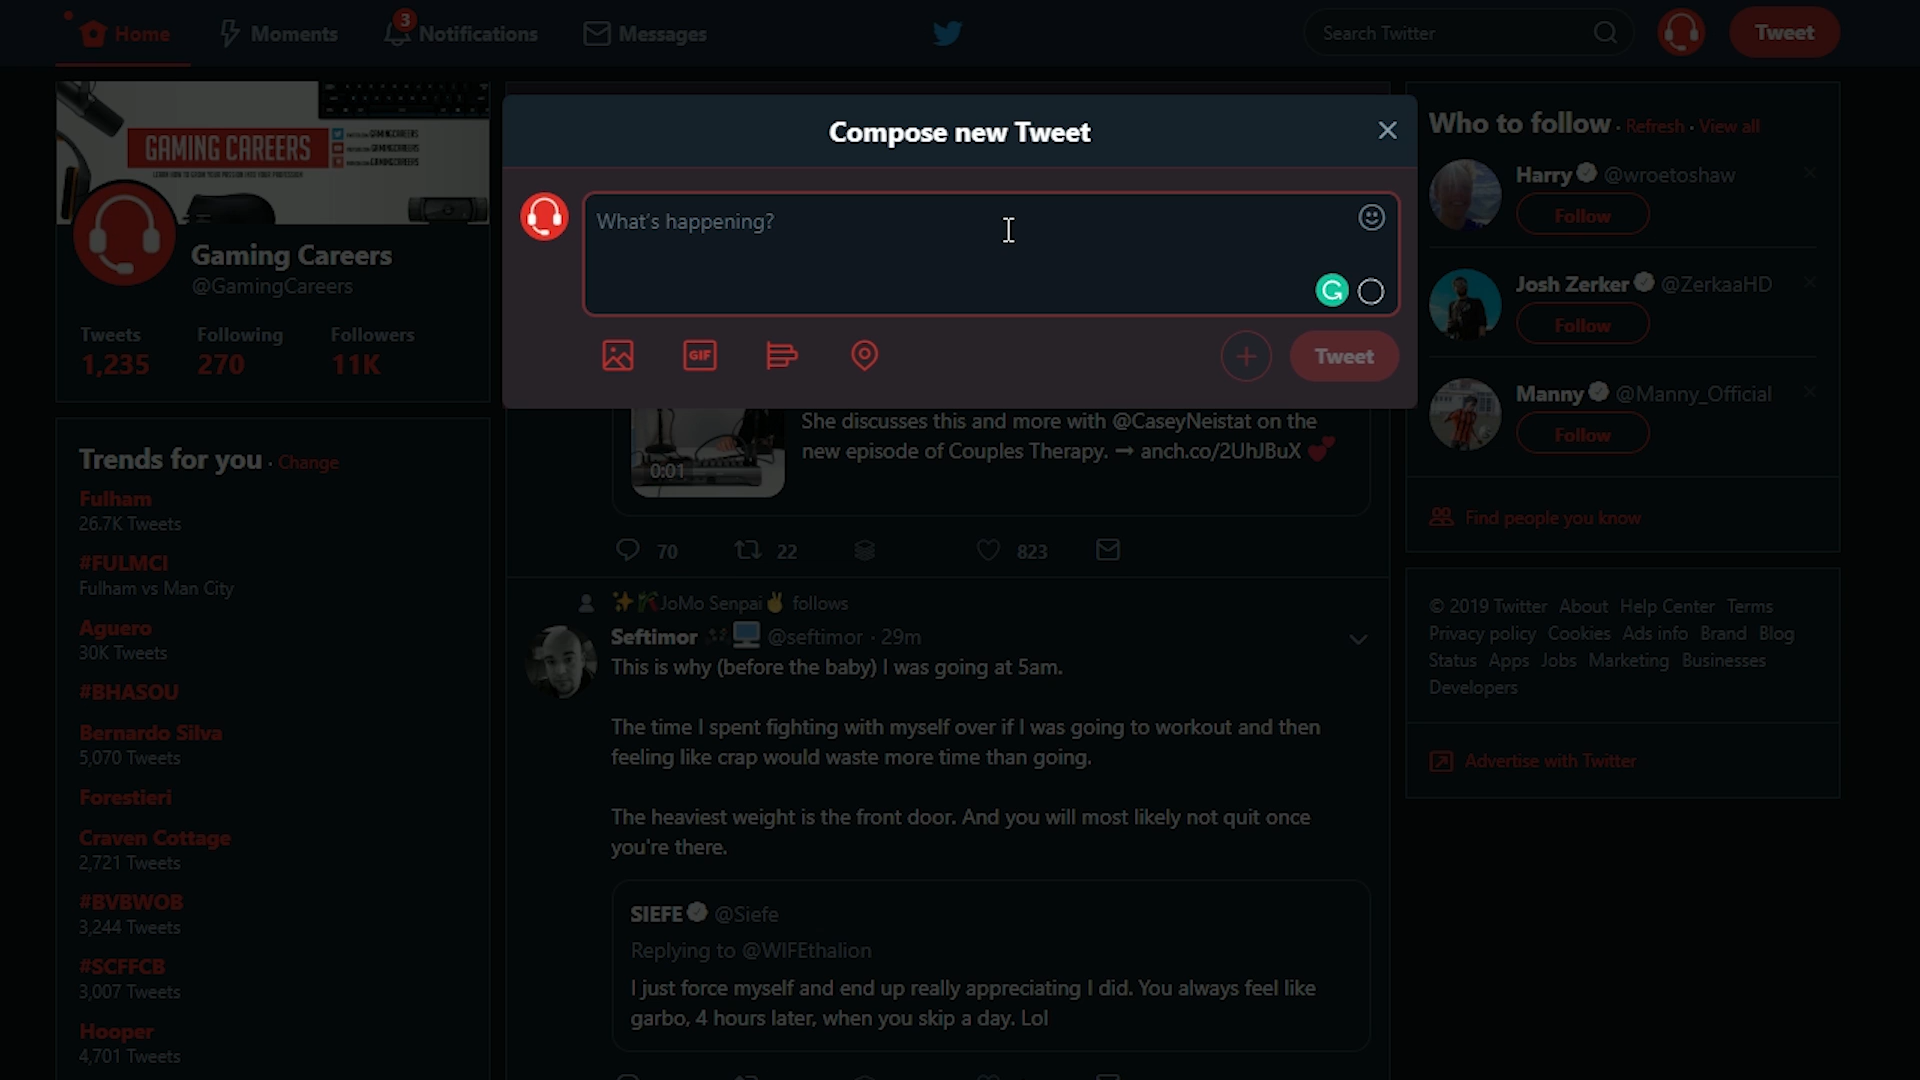 Home
Moments
3
Notifications
Messages
Search Twitter
Tweet
GAMING CAREERS
Gaming Careers
@GamingCareers
Tweets
Following
Followers
1,235
270
11K
Trends for you · Change
Fulham
26.7K Tweets
#FULMCI
Fulham vs Man City
Aguero
30K Tweets
#BHASOU
Bernardo Silva
5,070 Tweets
Forestieri
Craven Cottage
2,721 Tweets
#BVBWOB
3,244 Tweets
#SCFFCB
3,007 Tweets
Hooper
4,701 Tweets
Compose new Tweet
What's happening?
GIF
Tweet
She discusses this and more with @CaseyNeistat on the
new episode of Couples Therapy. → anch.co/2UhJBuX 💕
0:01
70
22
823
✨JoMo Senpai✌ follows
Seftimor 🖥 @seftimor · 29m
This is why (before the baby) I was going at 5am.
The time I spent fighting with myself over if I was going to workout and then
feeling like crap would waste more time than going.
The heaviest weight is the front door. And you will most likely not quit once
you're there.
SIEFE @Siefe
Replying to @WIFEthalion
I just force myself and end up really appreciating I did. You always feel like
garbo, 4 hours later, when you skip a day. Lol
Who to follow · Refresh · View all
Harry @wroetoshaw
Follow
Josh Zerker @ZerkaaHD
Follow
Manny @Manny_Official
Follow
Find people you know
© 2019 Twitter About Help Center Terms
Privacy policy Cookies Ads info Brand Blog
Status Apps Jobs Marketing Businesses
Developers
Advertise with Twitter